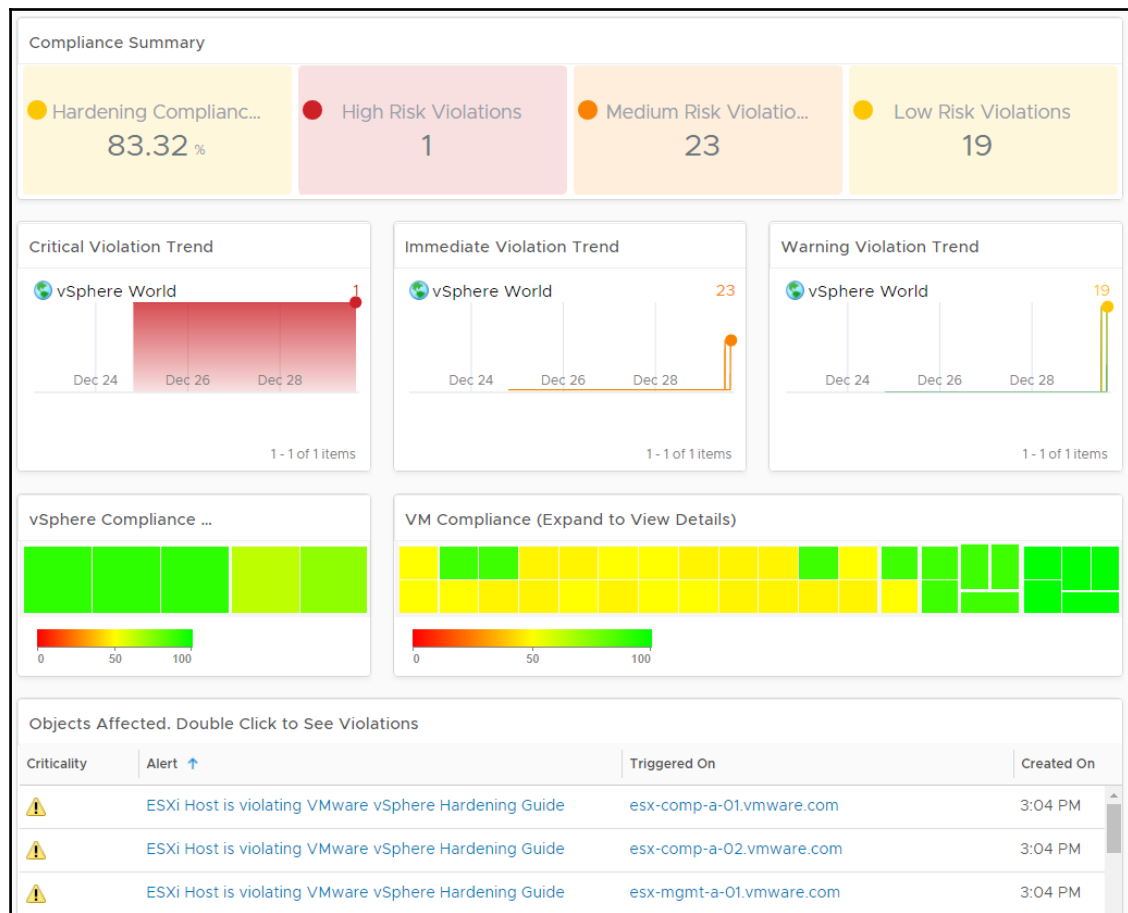 Compliance Summary
Hardening Complianc...
83.32 %
High Risk Violations
1
Medium Risk Violatio...
23
Low Risk Violations
19
Critical Violation Trend
vSphere World 1
Dec 24 Dec 26 Dec 28
1 - 1 of 1 items
Immediate Violation Trend
vSphere World 23
Dec 24 Dec 26 Dec 28
1 - 1 of 1 items
Warning Violation Trend
vSphere World 19
Dec 24 Dec 26 Dec 28
1 - 1 of 1 items
vSphere Compliance ...
0 50 100
VM Compliance (Expand to View Details)
0 50 100
Objects Affected. Double Click to See Violations
Criticality Alert Triggered On Created On
ESXi Host is violating VMware vSphere Hardening Guide esx-comp-a-01.vmware.com 3:04 PM
ESXi Host is violating VMware vSphere Hardening Guide esx-comp-a-02.vmware.com 3:04 PM
ESXi Host is violating VMware vSphere Hardening Guide esx-mgmt-a-01.vmware.com 3:04 PM